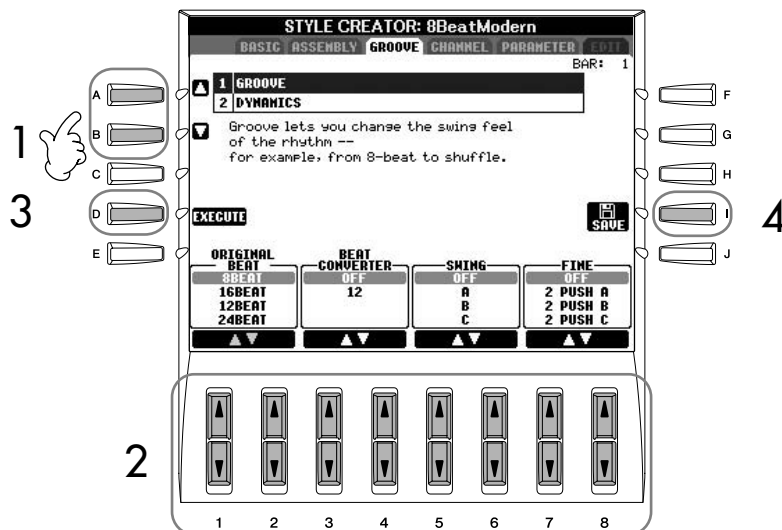 STYLE CREATOR: 8BeatModern
BASIC ASSEMBLY GROOVE CHANNEL PARAMETER EDIT
BAR: 1
1 GROOVE
2 DYNAMICS
Groove lets you change the swing feel
of the rhythm --
for example, from 8-beat to shuffle.
EXECUTE
SAVE
ORIGINAL BEAT
8BEAT
16BEAT
12BEAT
24BEAT
BEAT CONVERTER
OFF
12
SWING
OFF
A
B
C
FINE
OFF
2 PUSH A
2 PUSH B
2 PUSH C
A
B
C
D
E
F
G
H
I
J
1
3
4
2
1 2 3 4 5 6 7 8